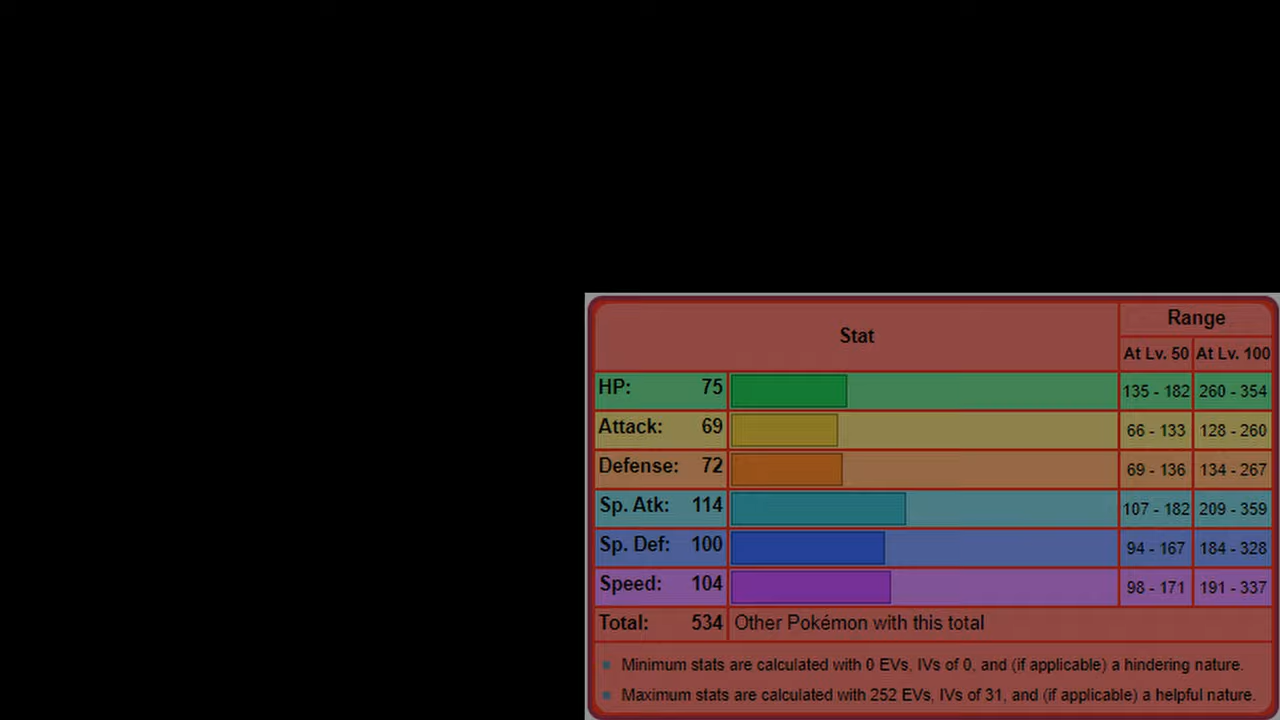 Stat Range
At Lv. 50 At Lv. 100
HP: 75 135 - 182 260 - 354
Attack: 69 66 - 133 128 - 260
Defense: 72 69 - 136 134 - 267
Sp. Atk: 114 107 - 182 209 - 359
Sp. Def: 100 94 - 167 184 - 328
Speed: 104 98 - 171 191 - 337
Total: 534 Other Pokémon with this total
Minimum stats are calculated with 0 EVs, IVs of 0, and (if applicable) a hindering nature.
Maximum stats are calculated with 252 EVs, IVs of 31, and (if applicable) a helpful nature.